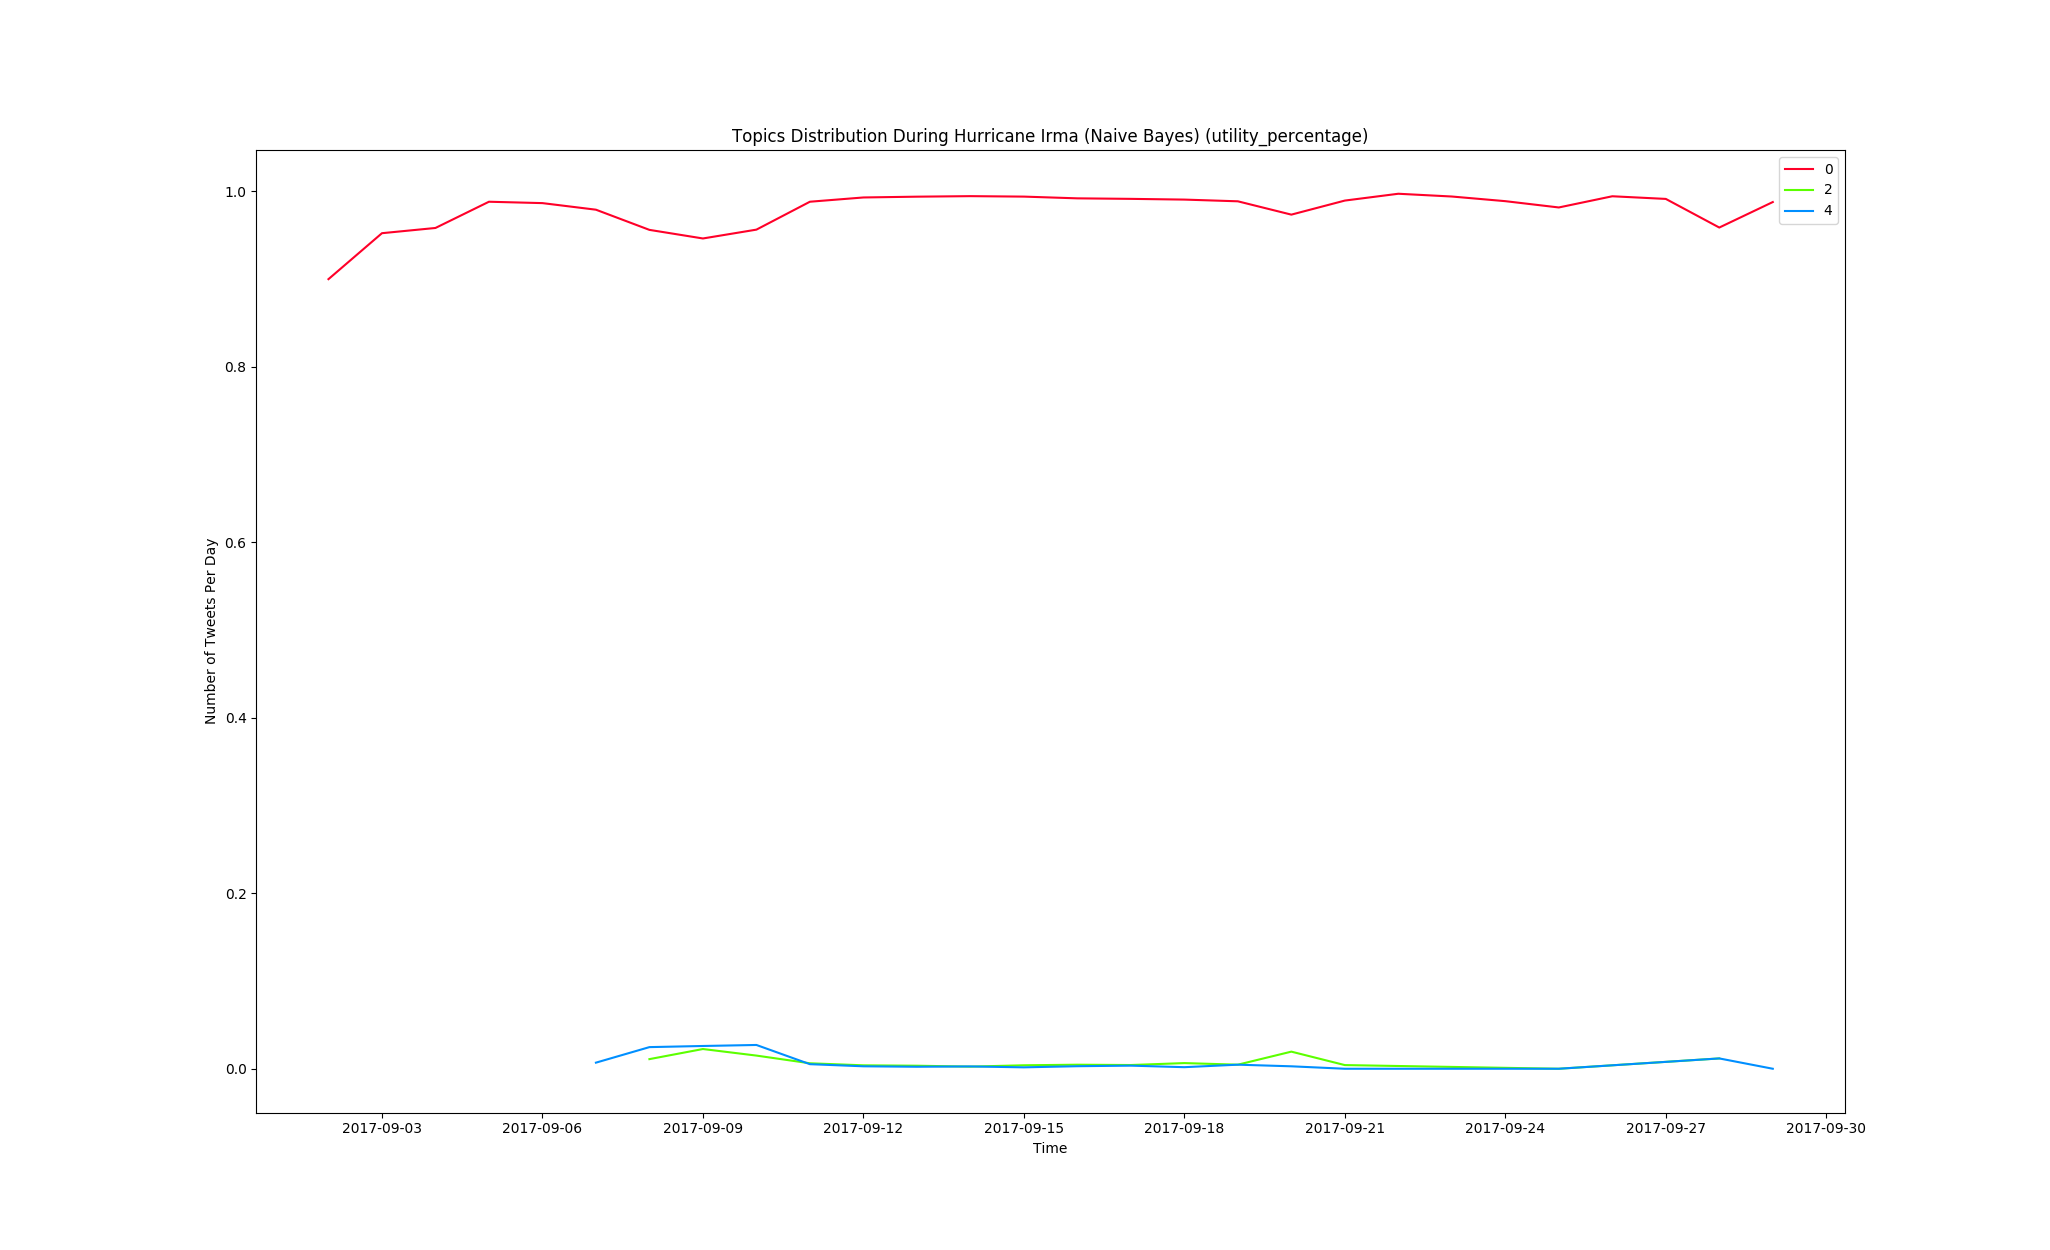 Topics Distribution During Hurricane Irma (Naive Bayes) (utility_percentage)
0
2
4
1.0
0.8
0.6
0.4
0.2
0.0
Number of Tweets Per Day
2017-09-03 2017-09-06 2017-09-09 2017-09-12 2017-09-15 2017-09-18 2017-09-21 2017-09-24 2017-09-27 2017-09-30
Time